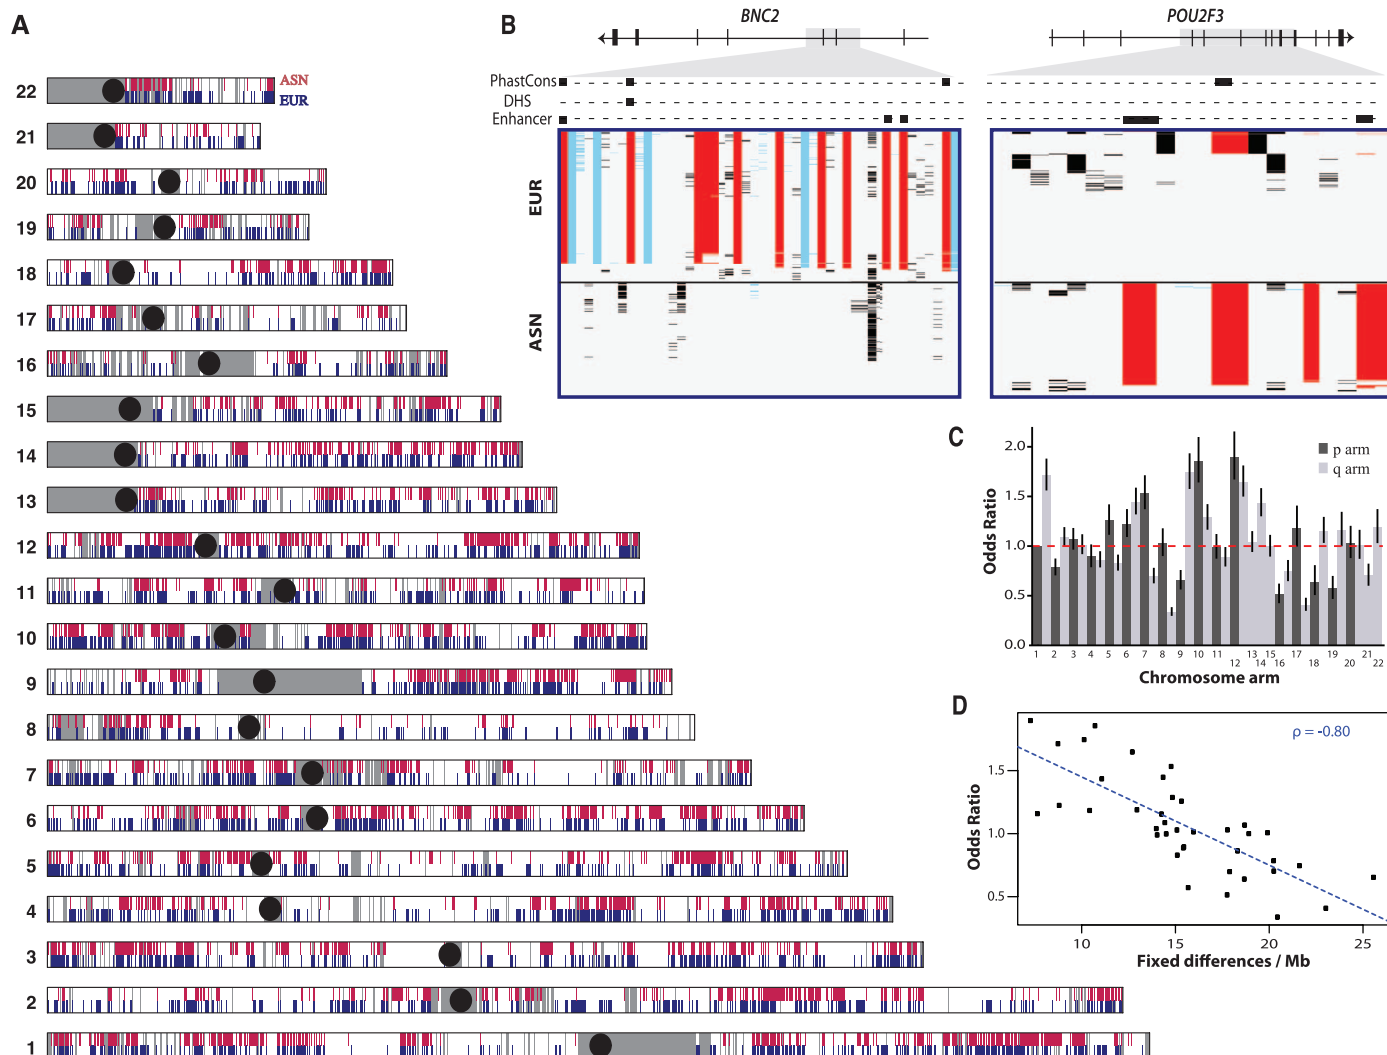 A
22
ASN
EUR
21
20
19
18
17
16
15
14
13
12
11
10
9
8
7
6
5
4
3
2
1
B
BNC2
POU2F3
PhastCons
DHS
Enhancer
EUR
ASN
C
Odds Ratio
2.0
1.5
1.0
0.5
0.0
p arm
q arm
1 2 3 4 5 6 7 8 9 10 11 12 13 14 15 16 17 18 19 20 21 22
Chromosome arm
D
ρ = -0.80
Odds Ratio
1.5
1.0
0.5
10 15 20 25
Fixed differences / Mb